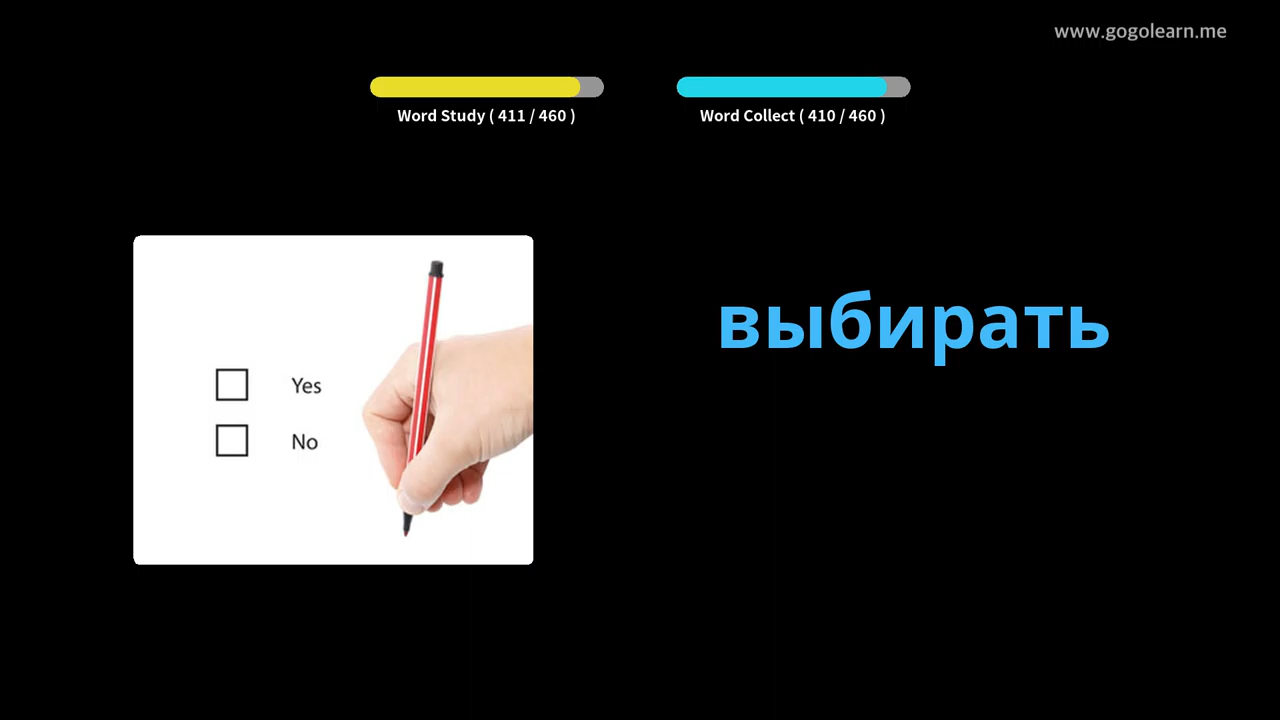 www.gogolearn.me
Word Study ( 411 / 460 )
Word Collect ( 410 / 460 )
Yes
No
выбирать